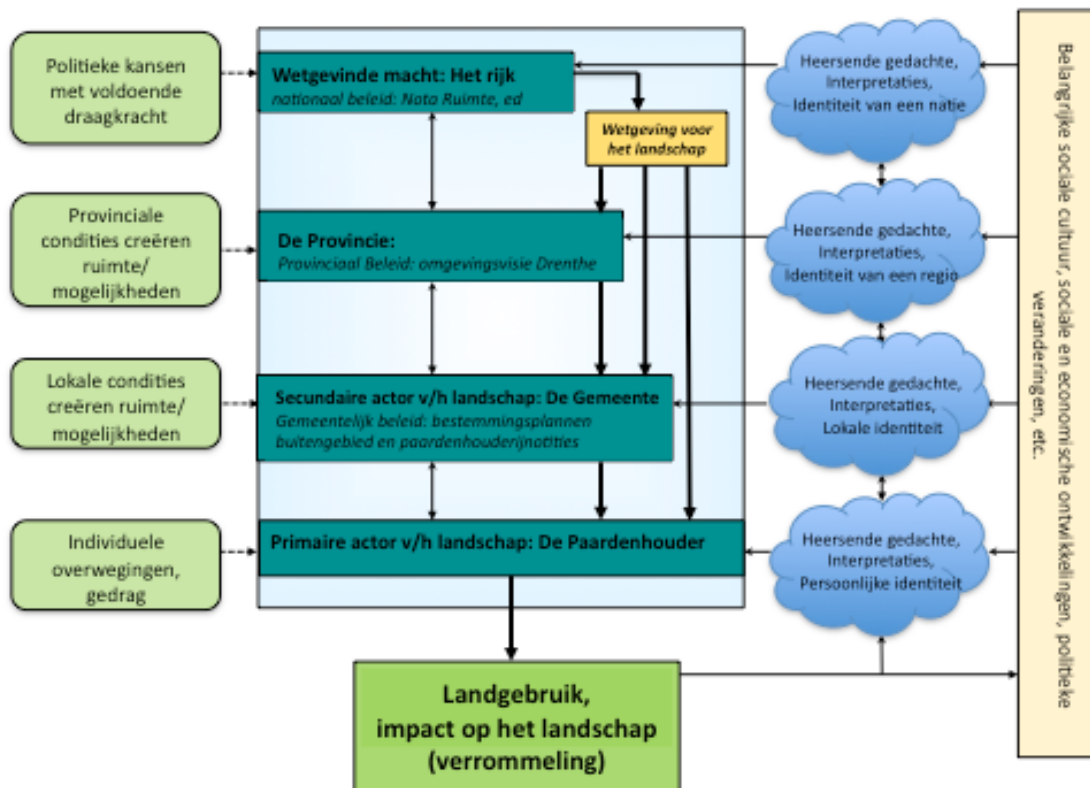 Politieke kansen
met voldoende
draagkracht
Wetgevinde macht: Het rijk
nationaal beleid: Nota Ruimte, ed
Wetgeving voor
het landschap
Heersende gedachte,
Interpretaties,
Identiteit van een natie
Provinciale
condities creëren
ruimte/
mogelijkheden
De Provincie:
Provinciaal Beleid: omgevingsvisie Drenthe
Heersende gedachte,
Interpretaties,
Identiteit van een regio
Lokale condities
creëren ruimte/
mogelijkheden
Secundaire actor v/h landschap: De Gemeente
Gemeentelijk beleid: bestemmingsplannen
buitengebied en paardenhouderijnotities
Heersende gedachte,
Interpretaties,
Lokale identiteit
Individuele
overwegingen,
gedrag
Primaire actor v/h landschap: De Paardenhouder
Heersende gedachte,
Interpretaties,
Persoonlijke identiteit
Landgebruik,
impact op het landschap
(verrommeling)
Belangrijke sociale cultuur, sociale en economische ontwikkelingen, politieke
veranderingen, etc.